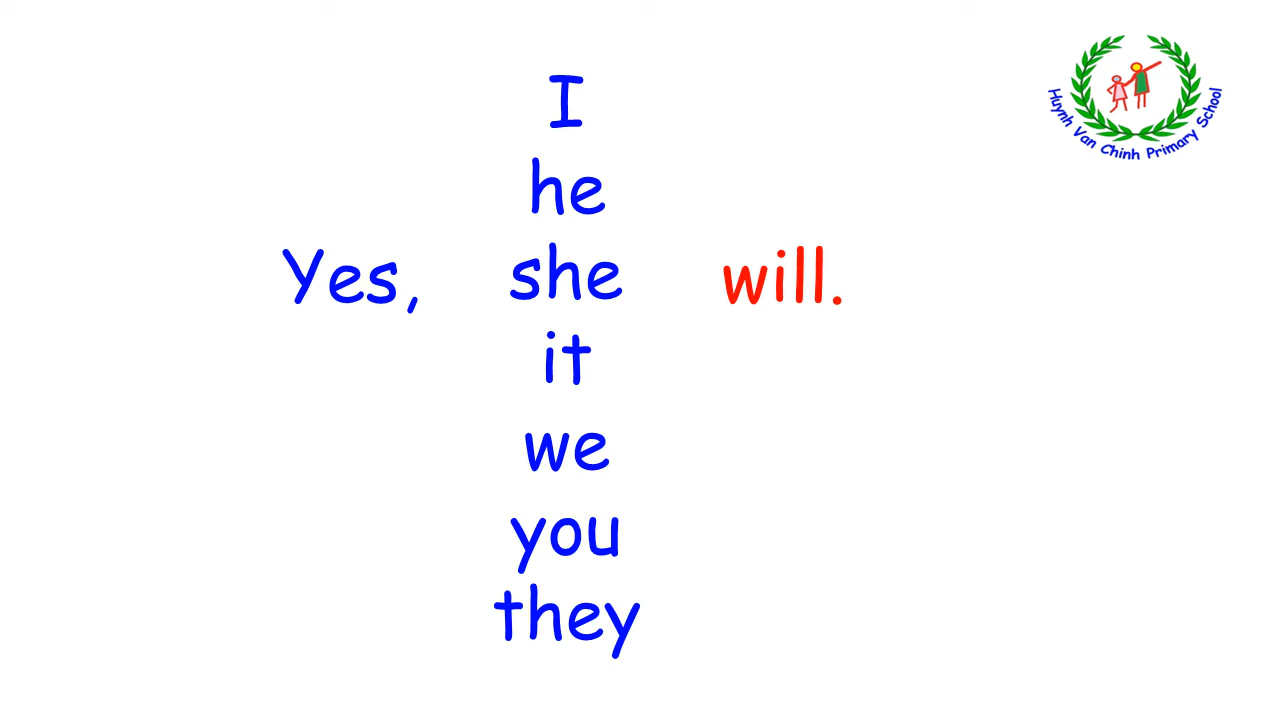 I
he
Yes, she will.
it
we
you
they
Huynh Van Chinh Primary School